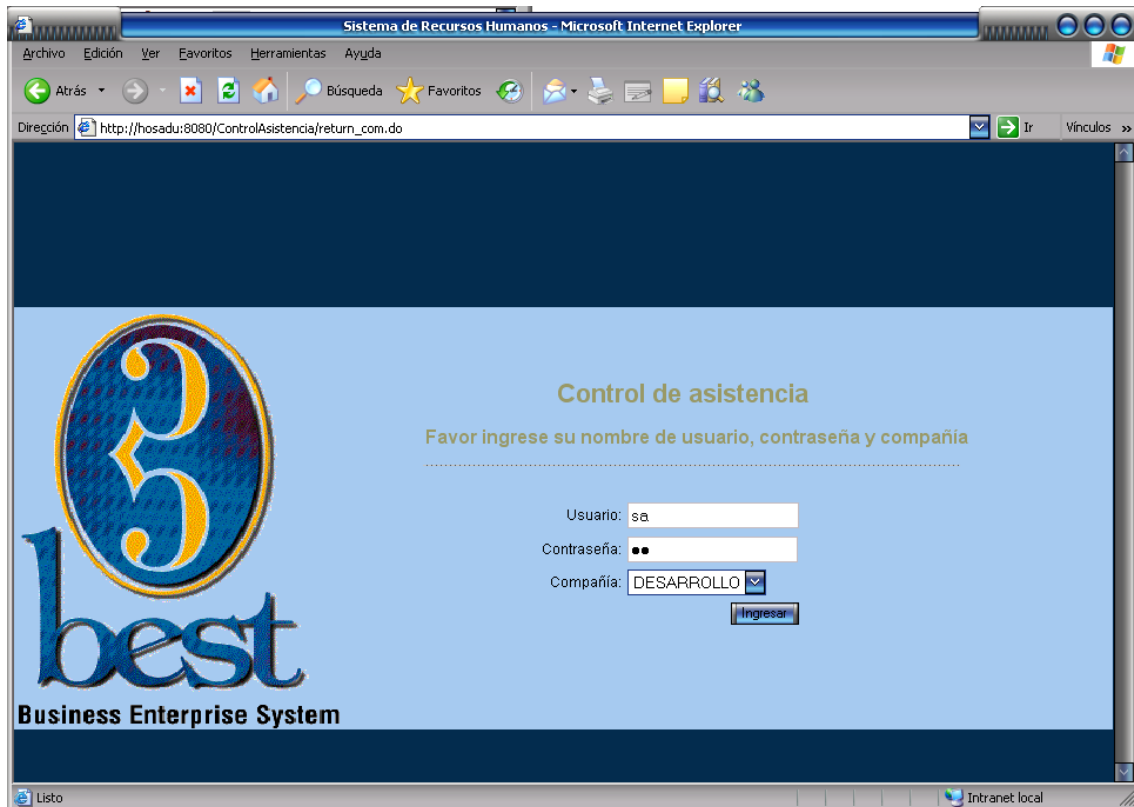 Sistema de Recursos Humanos - Microsoft Internet Explorer
Archivo Edición Ver Favoritos Herramientas Ayuda
Atrás Búsqueda Favoritos
Dirección http://hosadu:8080/ControlAsistencia/return_com.do Ir Vínculos »
3
best
Business Enterprise System
Control de asistencia
Favor ingrese su nombre de usuario, contraseña y compañía
Usuario: sa
Contraseña: ●●
Compañía: DESARROLLO
Ingresar
Listo Intranet local